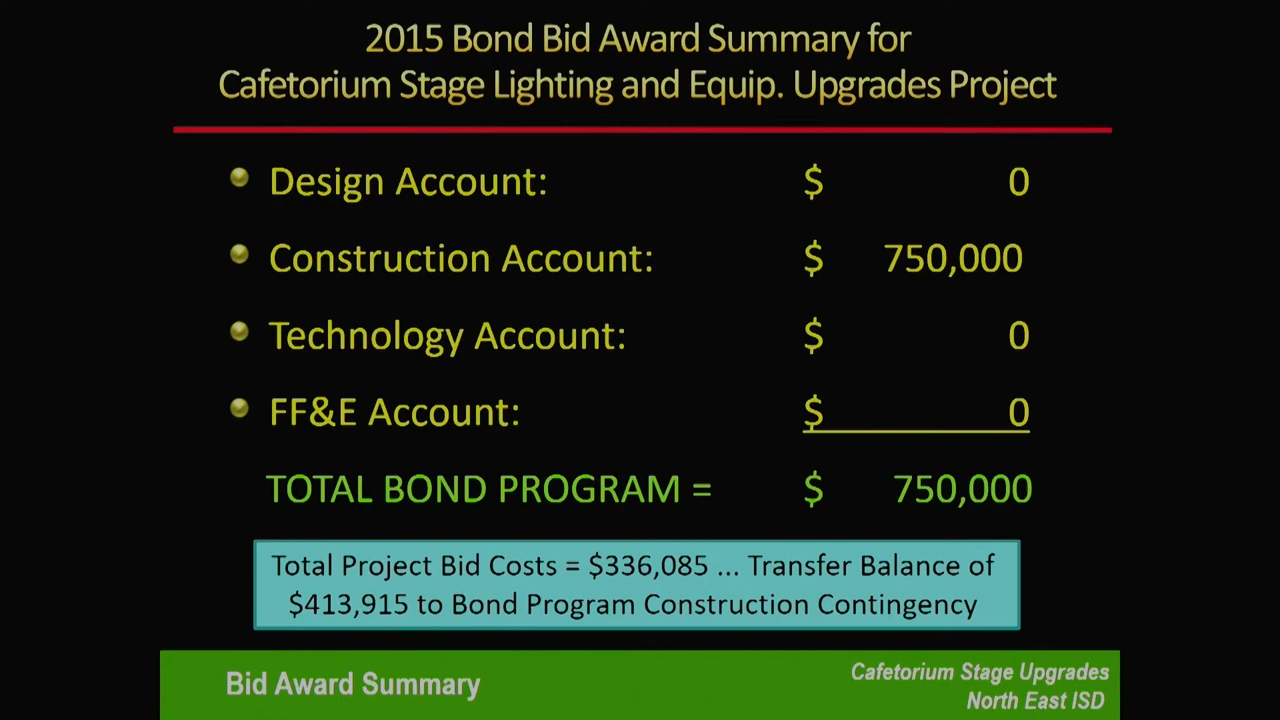 2015 Bond Bid Award Summary for
Cafetorium Stage Lighting and Equip. Upgrades Project
Design Account: $ 0
Construction Account: $ 750,000
Technology Account: $ 0
FF&E Account: $ 0
TOTAL BOND PROGRAM = $ 750,000
Total Project Bid Costs = $336,085 ... Transfer Balance of
$413,915 to Bond Program Construction Contingency
Bid Award Summary
Cafetorium Stage Upgrades
North East ISD